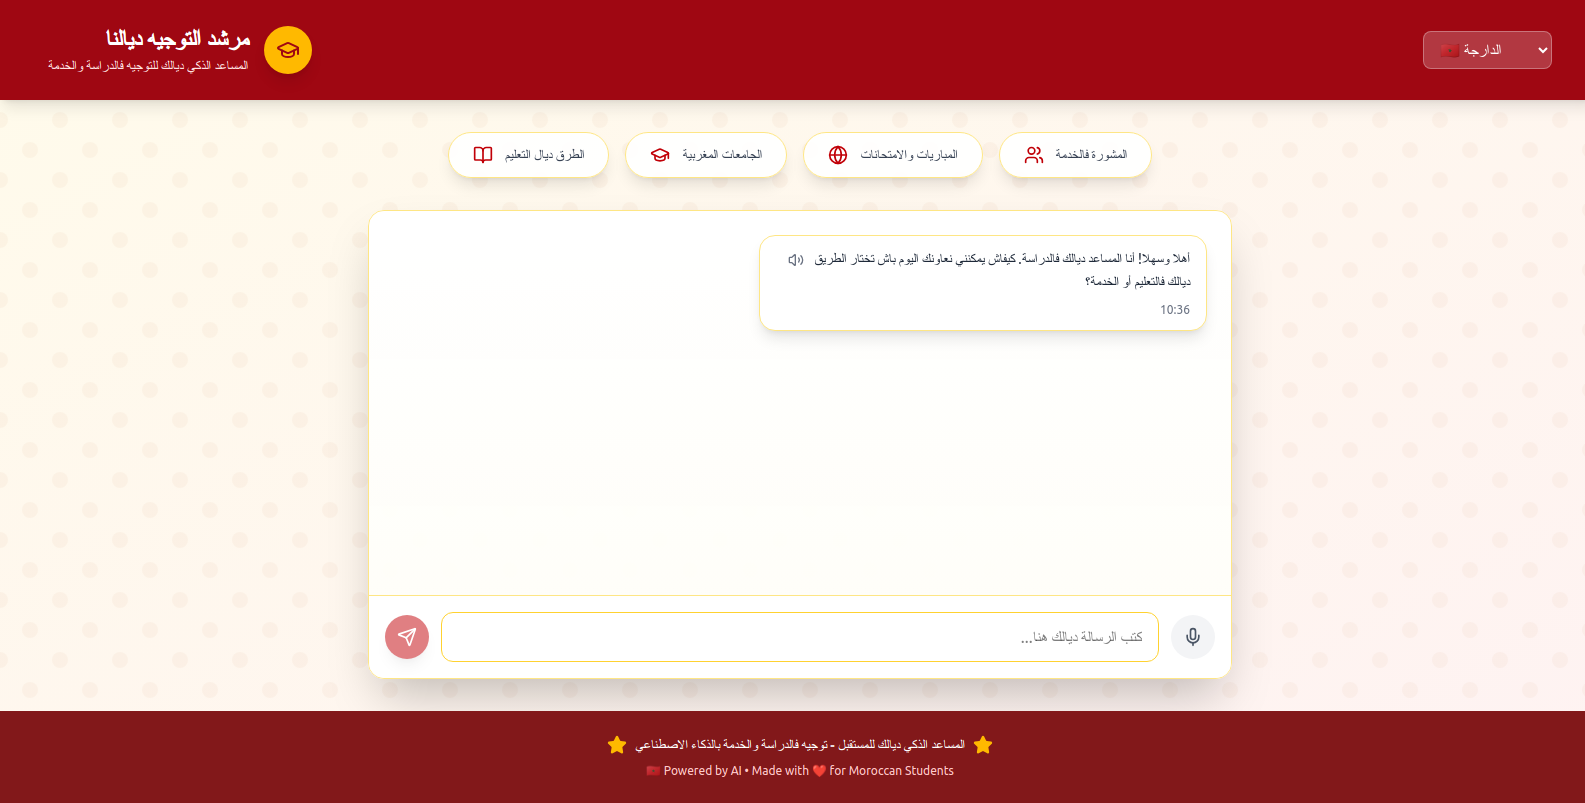 مرشد التوجيه ديالنا
المساعد الذكي ديالك للتوجيه فالدراسة والخدمة
الدارجة 🇲🇦
المشورة فالخدمة
المباريات والامتحانات
الجامعات المغربية
الطرق ديال التعليم
أهلا وسهلا! أنا المساعد ديالك فالدراسة. كيفاش يمكنني نعاونك اليوم باش تختار الطريق
ديالك فالتعليم أو الخدمة؟
10:36
كتب الرسالة ديالك هنا...
المساعد الذكي ديالك للمستقبل - توجيه فالدراسة والخدمة بالذكاء الاصطناعي
🇲🇦 Powered by AI • Made with ❤️ for Moroccan Students